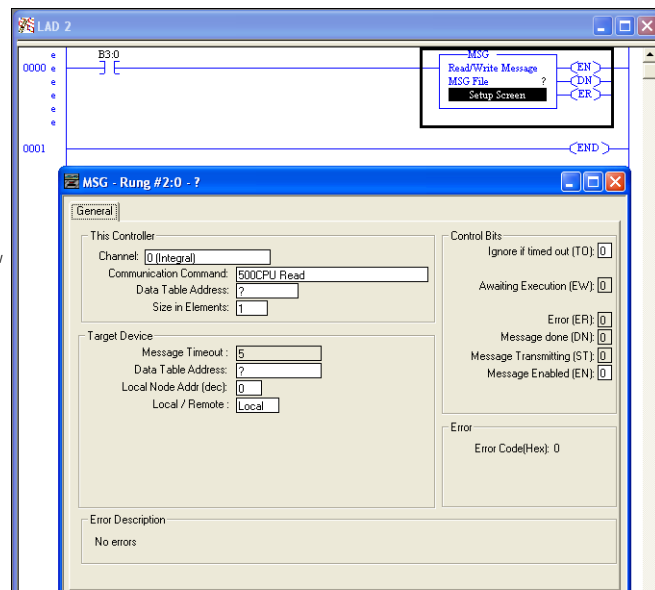 LAD 2
e B3:0 MSG
0000 e Read/Write Message EN
e MSG File ? DN
e Setup Screen ER
e
e
0001 END
MSG - Rung #2:0 - ?
General
This Controller
Channel: 0 (Integral)
Communication Command: 500CPU Read
Data Table Address: ?
Size in Elements: 1
Target Device
Message Timeout : 5
Data Table Address: ?
Local Node Addr (dec): 0
Local / Remote : Local
Control Bits
Ignore if timed out (TO): 0
Awaiting Execution (EW): 0
Error (ER): 0
Message done (DN): 0
Message Transmitting (ST): 0
Message Enabled (EN): 0
Error
Error Code(Hex): 0
Error Description
No errors